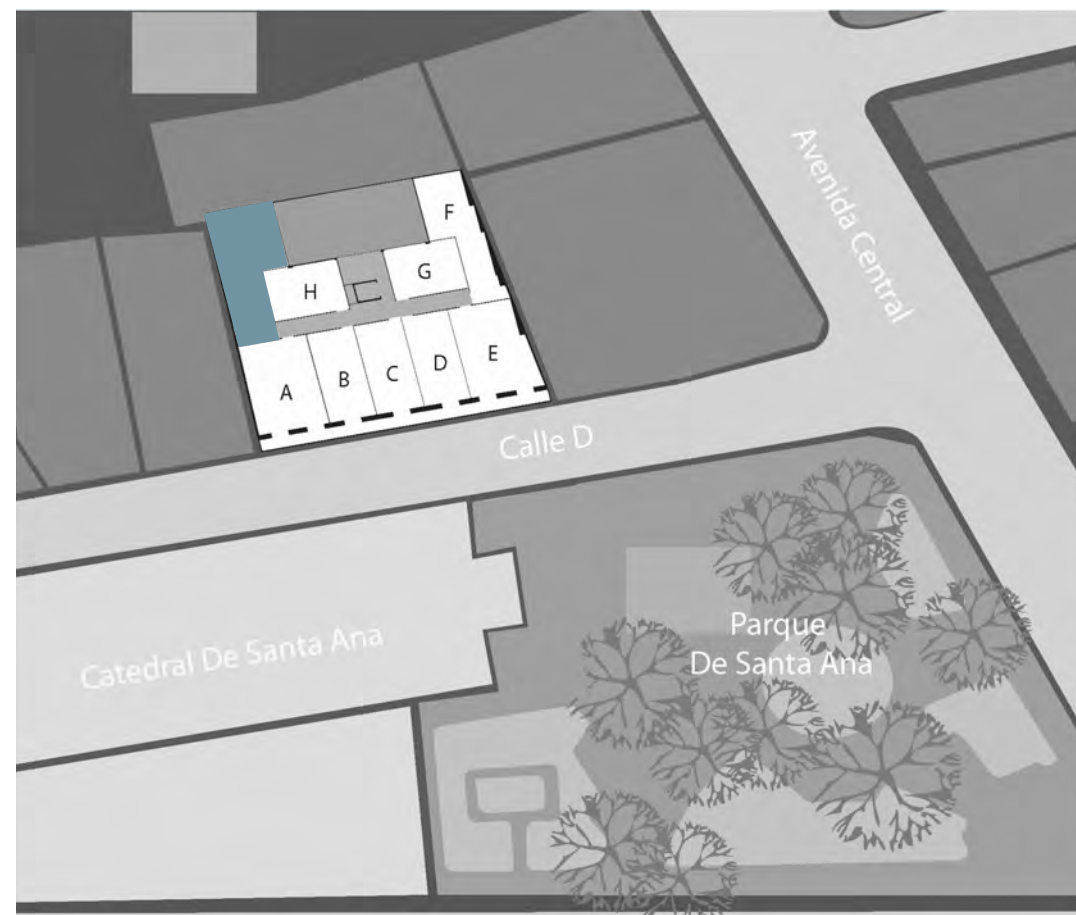 Avenida Central
F
G
H
E
D
C
B
A
Calle D
Catedral De Santa Ana
Parque
De Santa Ana